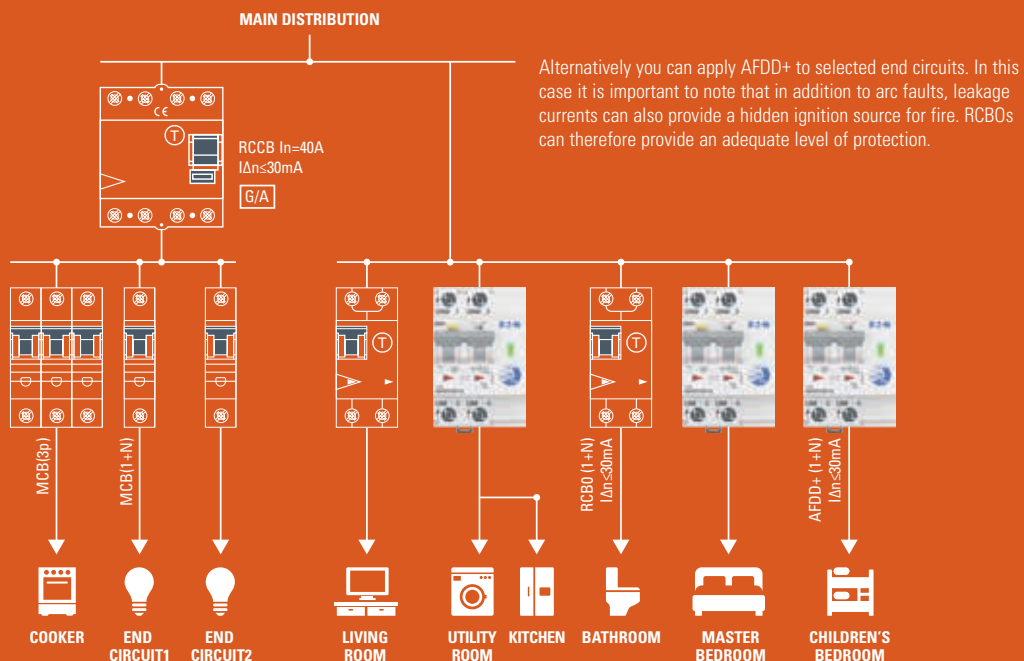 MAIN DISTRIBUTION
Alternatively you can apply AFDD+ to selected end circuits. In this
case it is important to note that in addition to arc faults, leakage
currents can also provide a hidden ignition source for fire. RCBOs
can therefore provide an adequate level of protection.
CE
T
RCCB In=40A
IΔn≤30mA
G/A
T
T
MCB(3p)
MCB(1+N)
RCBO (1+N)
IΔn≤30mA
AFDD+ (1+N)
IΔn≤30mA
COOKER
END
CIRCUIT1
END
CIRCUIT2
LIVING
ROOM
UTILITY
ROOM
KITCHEN
BATHROOM
MASTER
BEDROOM
CHILDREN'S
BEDROOM